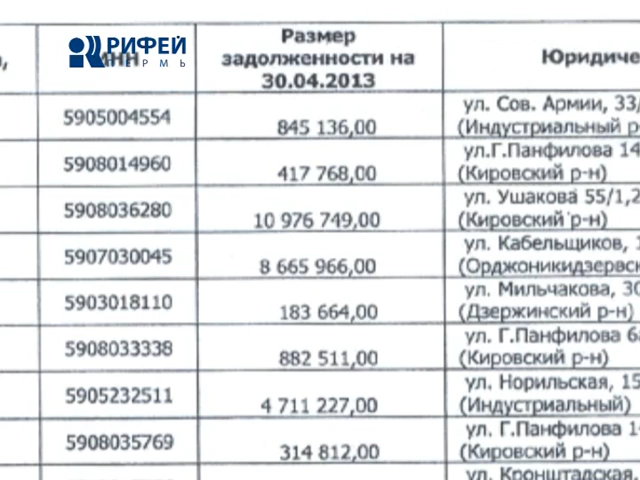 РИФЕЙ
ПЕРМЬ
ИНН
Размер
задолженности на
30.04.2013
Юридиче
5905004554
845 136,00
ул. Сов. Армии, 33/
(Индустриальный р-
5908014960
417 768,00
ул.Г.Панфилова 14
(Кировский р-н)
5908036280
10 976 749,00
ул. Ушакова 55/1,2
(Кировский р-н)
5907030045
8 665 966,00
ул. Кабельщиков, 1
(Орджоникидзевск
5903018110
183 664,00
ул. Мильчакова, 30
(Дзержинский р-н)
5908033338
882 511,00
ул. Г.Панфилова 6а
(Кировский р-н)
5905232511
4 711 227,00
ул. Норильская, 15
(Индустриальный)
5908035769
314 812,00
ул. Г.Панфилова 14
(Кировский р-н)
ул. Кронштадская,